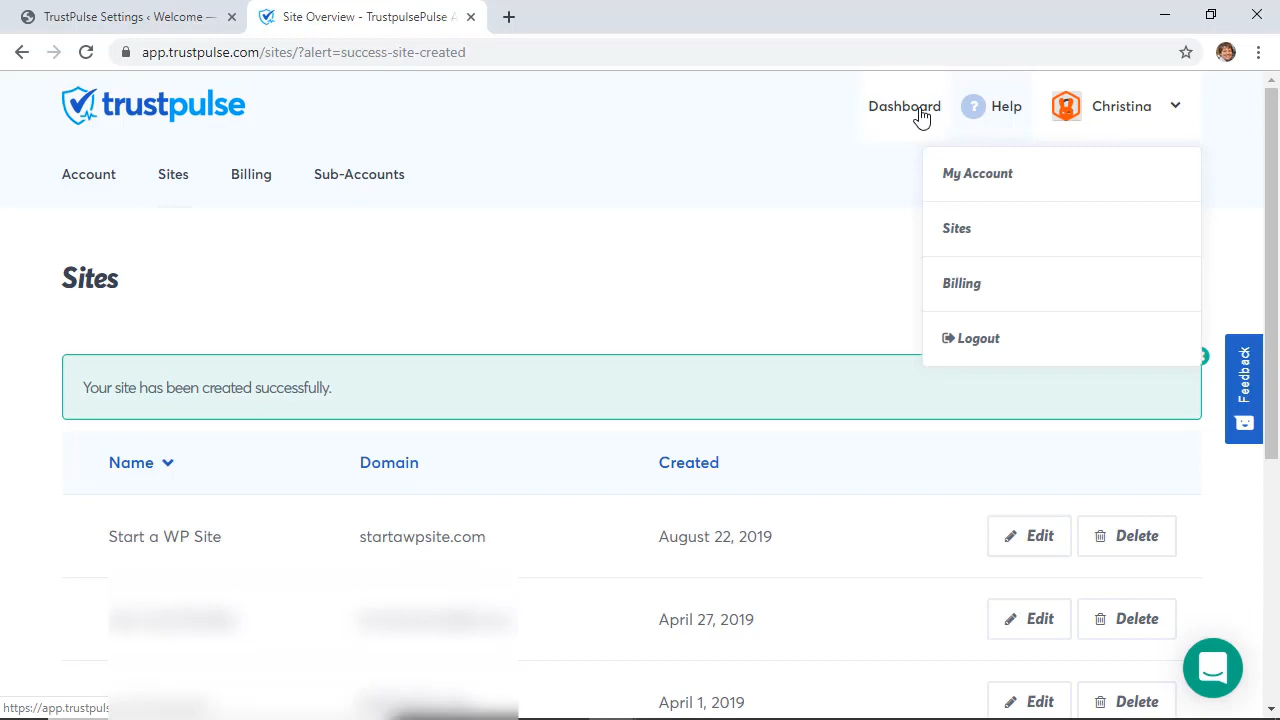 TrustPulse Settings ‹ Welcome —
Site Overview - TrustpulsePulse A
app.trustpulse.com/sites/?alert=success-site-created
trustpulse
Dashboard
? Help
Christina
Account
Sites
Billing
Sub-Accounts
My Account
Sites
Billing
Logout
Sites
Your site has been created successfully.
Feedback
Name
Domain
Created
Start a WP Site
startawpsite.com
August 22, 2019
Edit
Delete
April 27, 2019
Edit
Delete
April 1, 2019
Edit
Delete
https://app.trustpuls